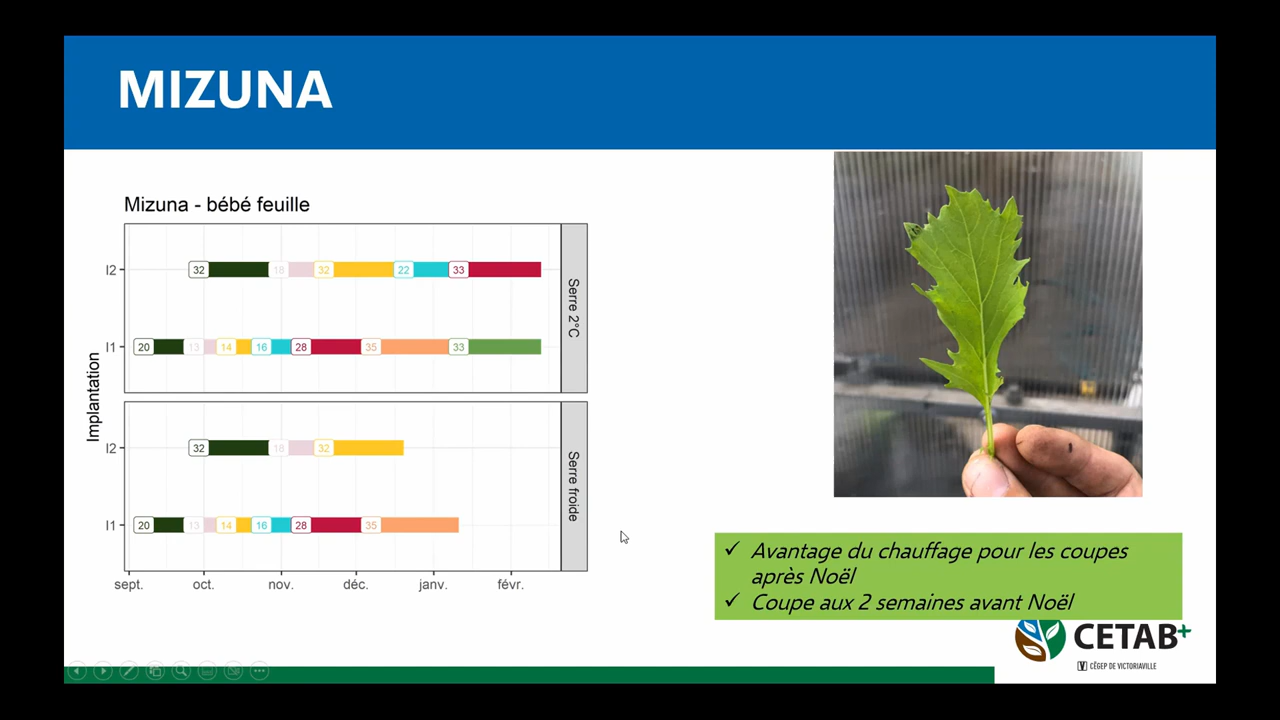 MIZUNA
Mizuna - bébé feuille
I2
32 18 32 22 33
Serre 2°C
I1
20 13 14 16 28 35 33
Implantation
I2
32 18 32
Serre froide
I1
20 13 14 16 28 35
sept. oct. nov. déc. janv. févr.
✓ Avantage du chauffage pour les coupes
après Noël
✓ Coupe aux 2 semaines avant Noël
CETAB+
CÉGEP DE VICTORIAVILLE